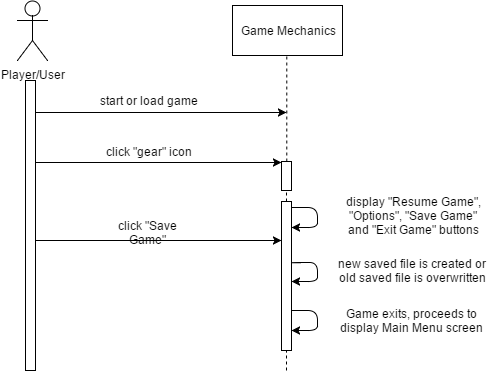 Game Mechanics
Player/User
start or load game
click "gear" icon
display "Resume Game",
"Options", "Save Game"
and "Exit Game" buttons
click "Save
Game"
new saved file is created or
old saved file is overwritten
Game exits, proceeds to
display Main Menu screen